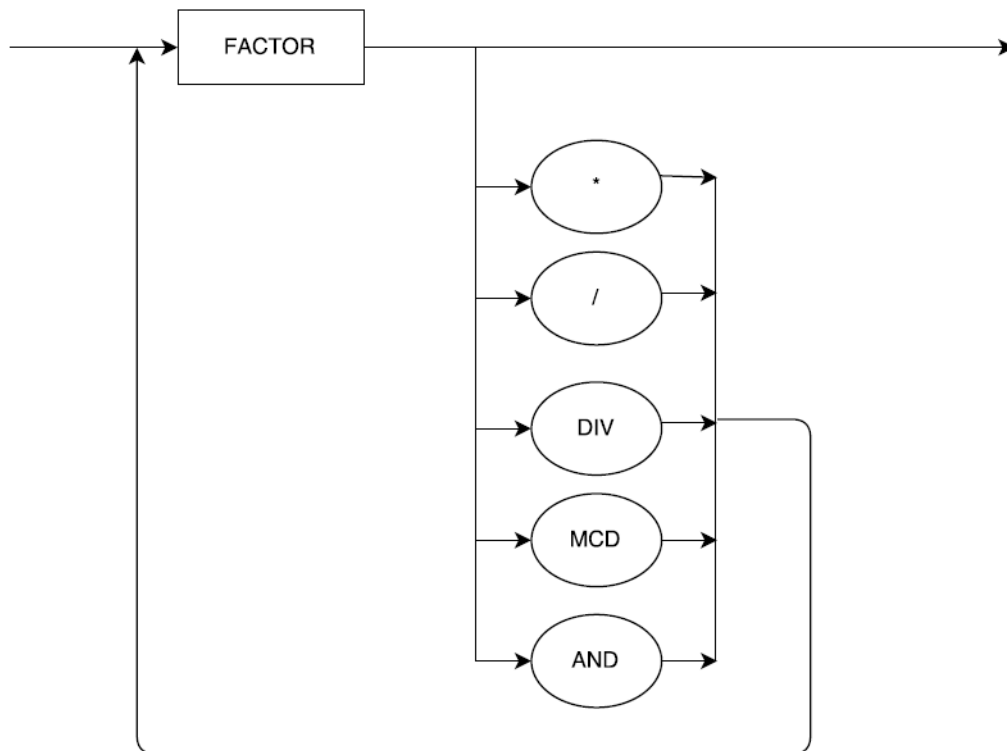 FACTOR
*
/
DIV
MCD
AND